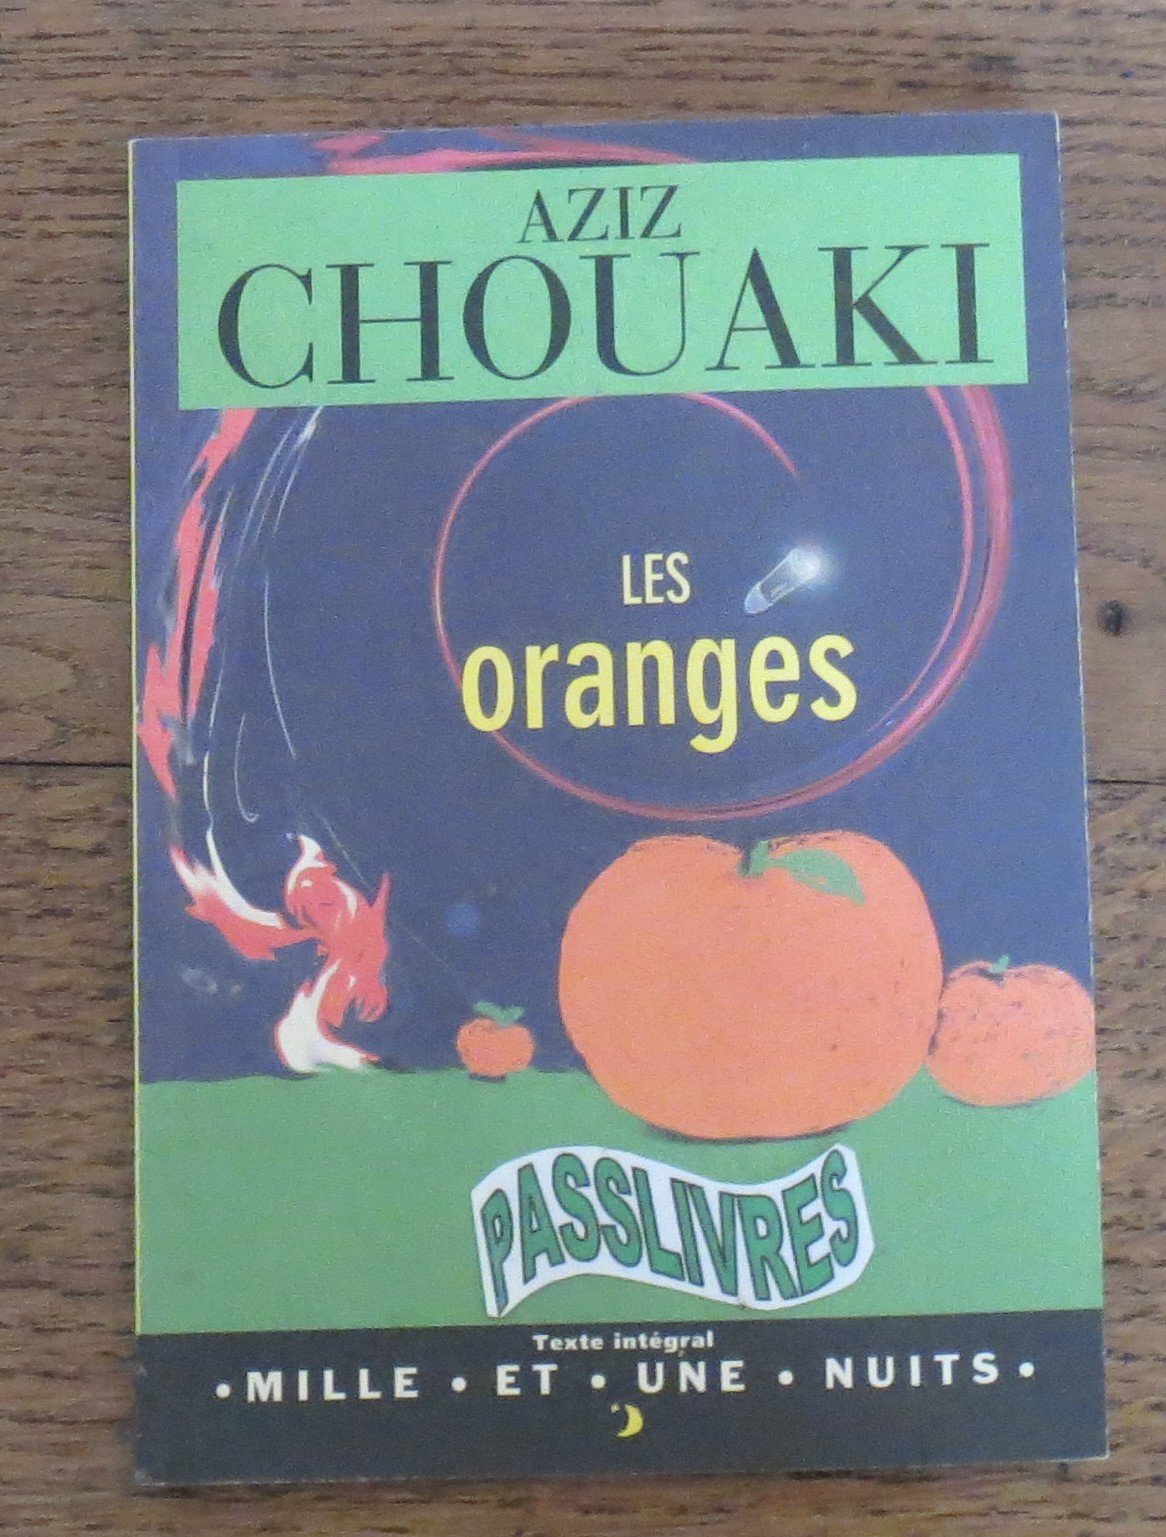 AZIZ
CHOUAKI
LES
oranges
PASSLIVRES
Texte intégral
• MILLE • ET • UNE • NUITS •